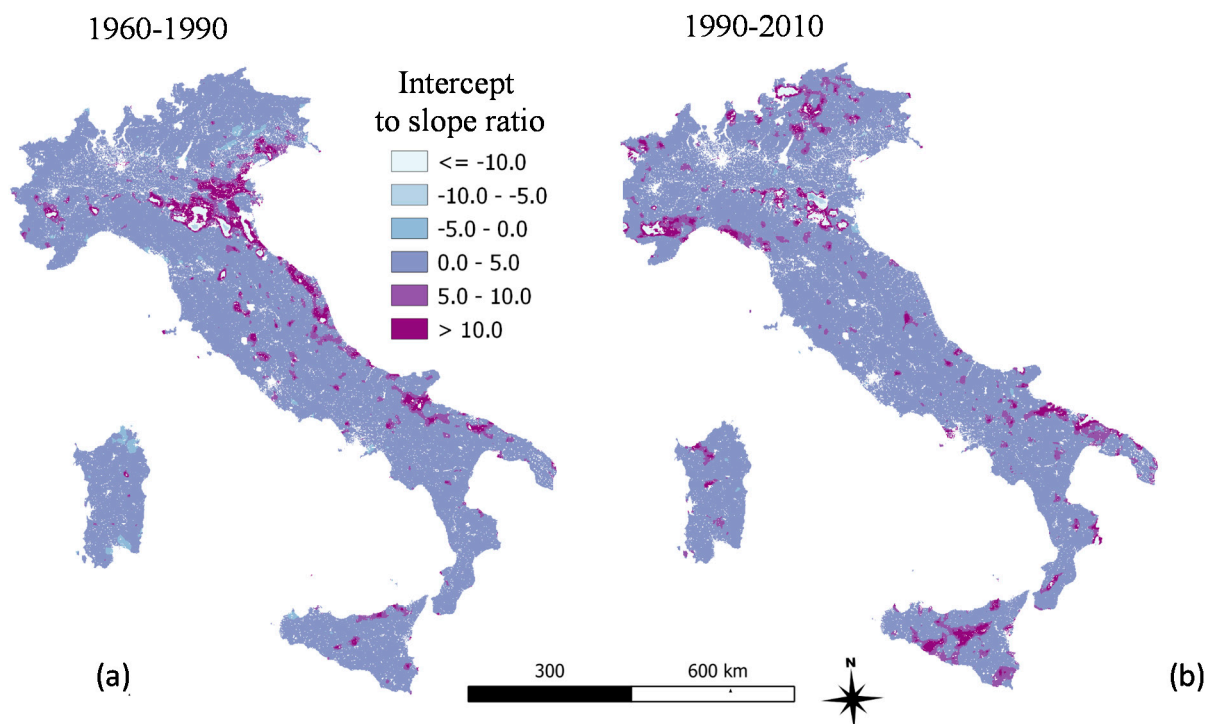 1960-1990
1990-2010
Intercept
to slope ratio
<= -10.0
-10.0 - -5.0
-5.0 - 0.0
0.0 - 5.0
5.0 - 10.0
> 10.0
(a)
300
600 km
N
(b)